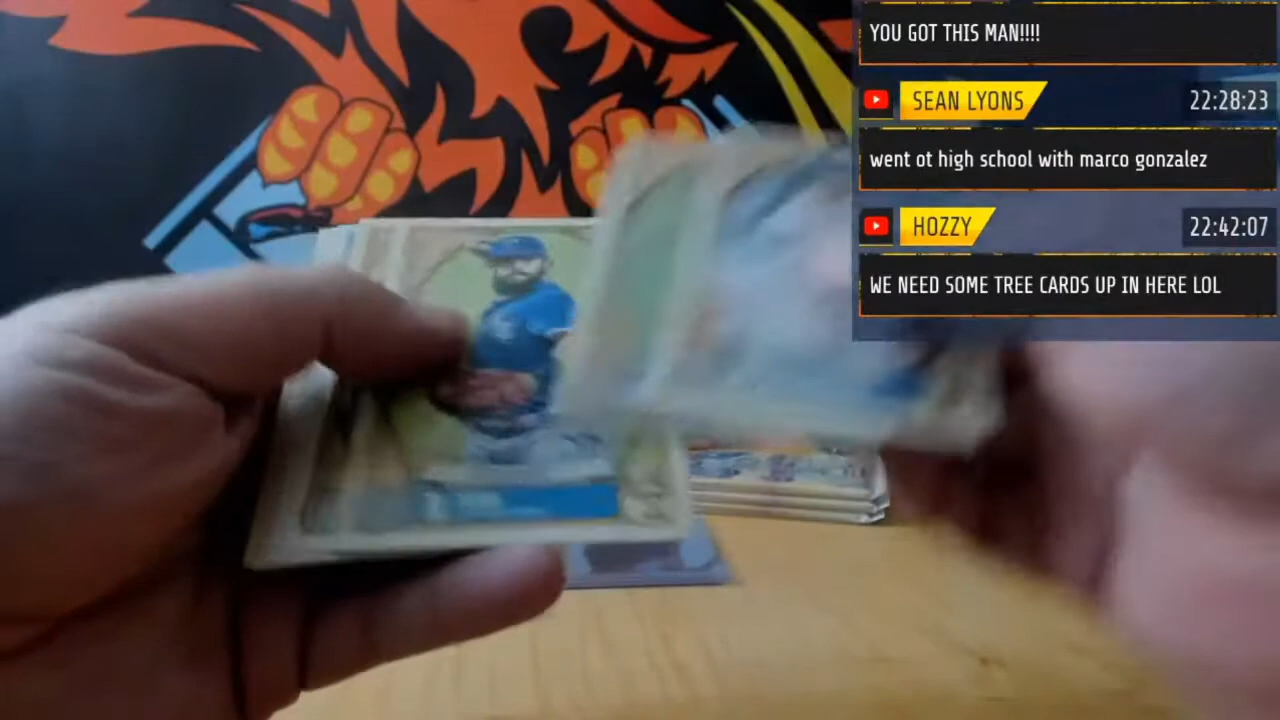 YOU GOT THIS MAN!!!!
SEAN LYONS 22:28:23
went ot high school with marco gonzalez
HOZZY 22:42:07
WE NEED SOME TREE CARDS UP IN HERE LOL